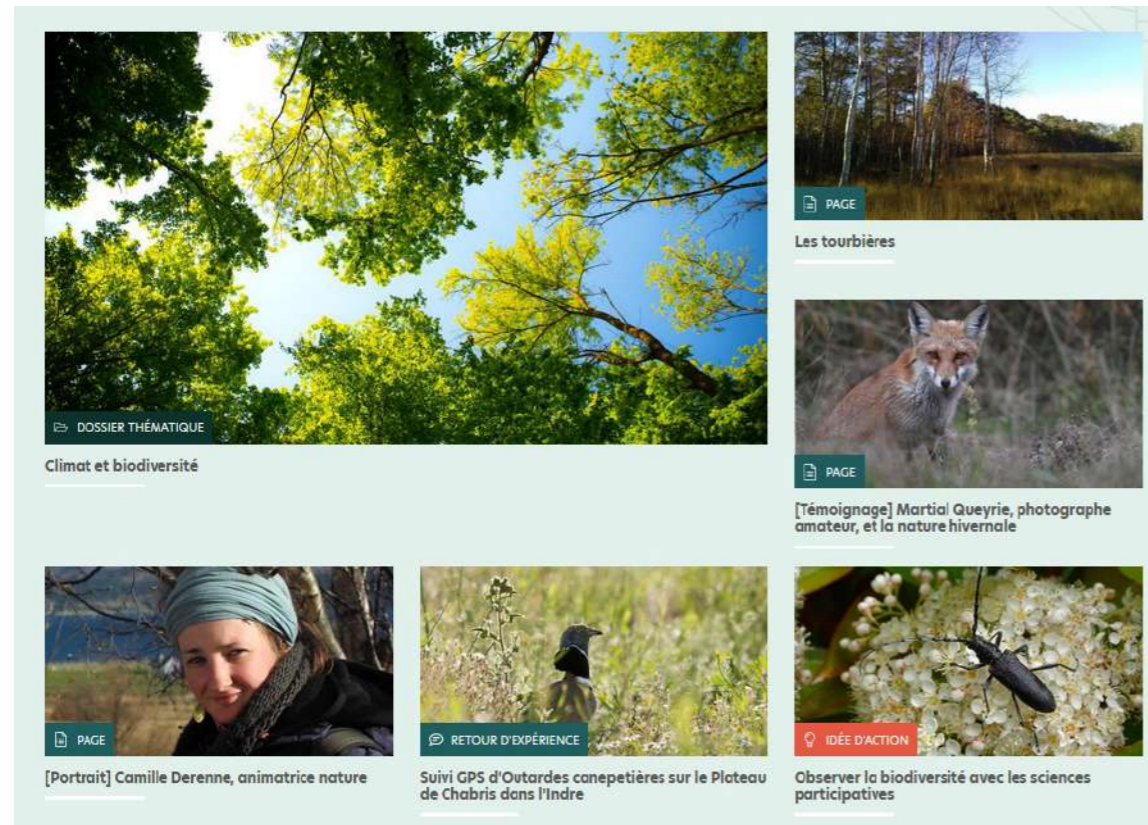 DOSSIER THÉMATIQUE
Climat et biodiversité
PAGE
Les tourbières
PAGE
[Témoignage] Martial Queyrie, photographe
amateur, et la nature hivernale
PAGE
[Portrait] Camille Derenne, animatrice nature
RETOUR D'EXPÉRIENCE
Suivi GPS d'Outardes canepetières sur le Plateau
de Chabris dans l'Indre
IDÉE D'ACTION
Observer la biodiversité avec les sciences
participatives